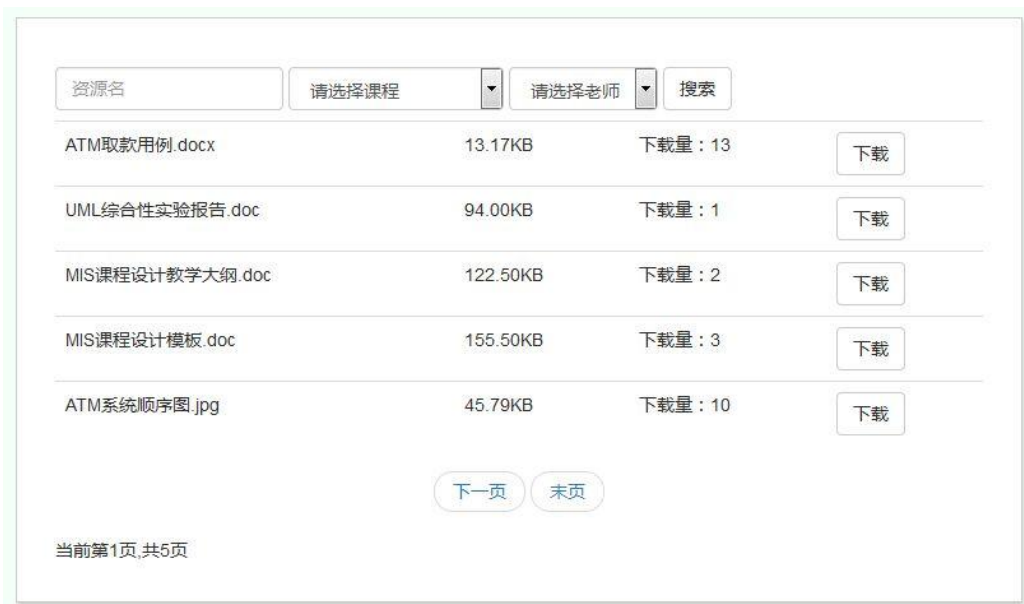 资源名 请选择课程 请选择老师 搜索
ATM取款用例.docx 13.17KB 下载量：13 下载
UML综合性实验报告.doc 94.00KB 下载量：1 下载
MIS课程设计教学大纲.doc 122.50KB 下载量：2 下载
MIS课程设计模板.doc 155.50KB 下载量：3 下载
ATM系统顺序图.jpg 45.79KB 下载量：10 下载
下一页 末页
当前第1页,共5页